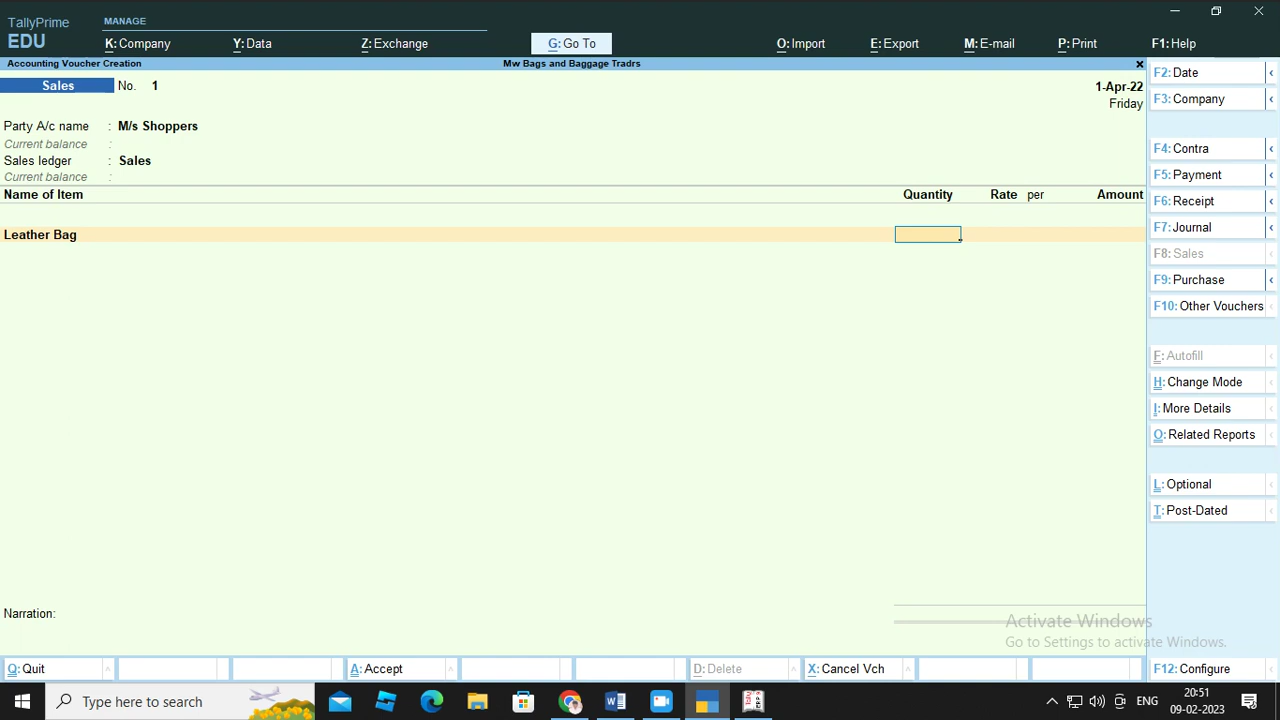 TallyPrime
EDU
MANAGE
K: Company
Y: Data
Z: Exchange
G: Go To
O: Import
E: Export
M: E-mail
P: Print
F1: Help
Accounting Voucher Creation
Mw Bags and Baggage Tradrs
Sales No. 1
1-Apr-22
Friday
Party A/c name : M/s Shoppers
Current balance :
Sales ledger : Sales
Current balance :
Name of Item Quantity Rate per Amount
Leather Bag
Narration:
F2: Date
F3: Company
F4: Contra
F5: Payment
F6: Receipt
F7: Journal
F8: Sales
F9: Purchase
F10: Other Vouchers
F: Autofill
H: Change Mode
I: More Details
O: Related Reports
L: Optional
T: Post-Dated
Activate Windows
Go to Settings to activate Windows.
Q: Quit
A: Accept
D: Delete
X: Cancel Vch
F12: Configure
Type here to search
ENG
20:51
09-02-2023